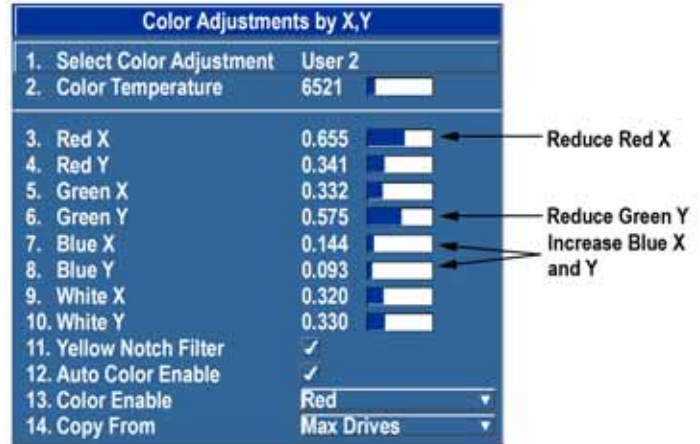 Color Adjustments by X,Y
1. Select Color Adjustment User 2
2. Color Temperature 6521
3. Red X 0.655 Reduce Red X
4. Red Y 0.341
5. Green X 0.332
6. Green Y 0.575 Reduce Green Y
7. Blue X 0.144 Increase Blue X
8. Blue Y 0.093 and Y
9. White X 0.320
10. White Y 0.330
11. Yellow Notch Filter ✓
12. Auto Color Enable ✓
13. Color Enable Red
14. Copy From Max Drives